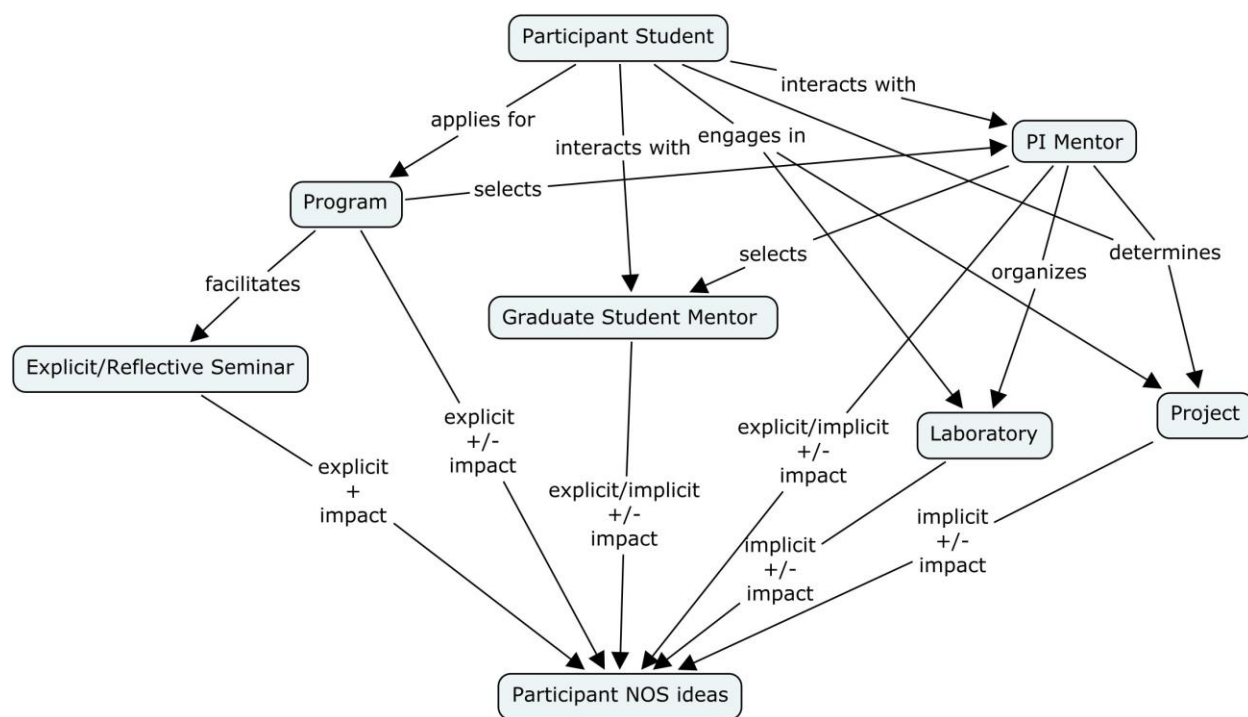 Participant Student
interacts with
applies for
engages in
PI Mentor
interacts with
selects
Program
selects
determines
organizes
facilitates
Graduate Student Mentor
Explicit/Reflective Seminar
Project
Laboratory
explicit
+/-
impact
explicit/implicit
+/-
impact
explicit
+
impact
explicit/implicit
+/-
impact
implicit
+/-
impact
implicit
+/-
impact
Participant NOS ideas